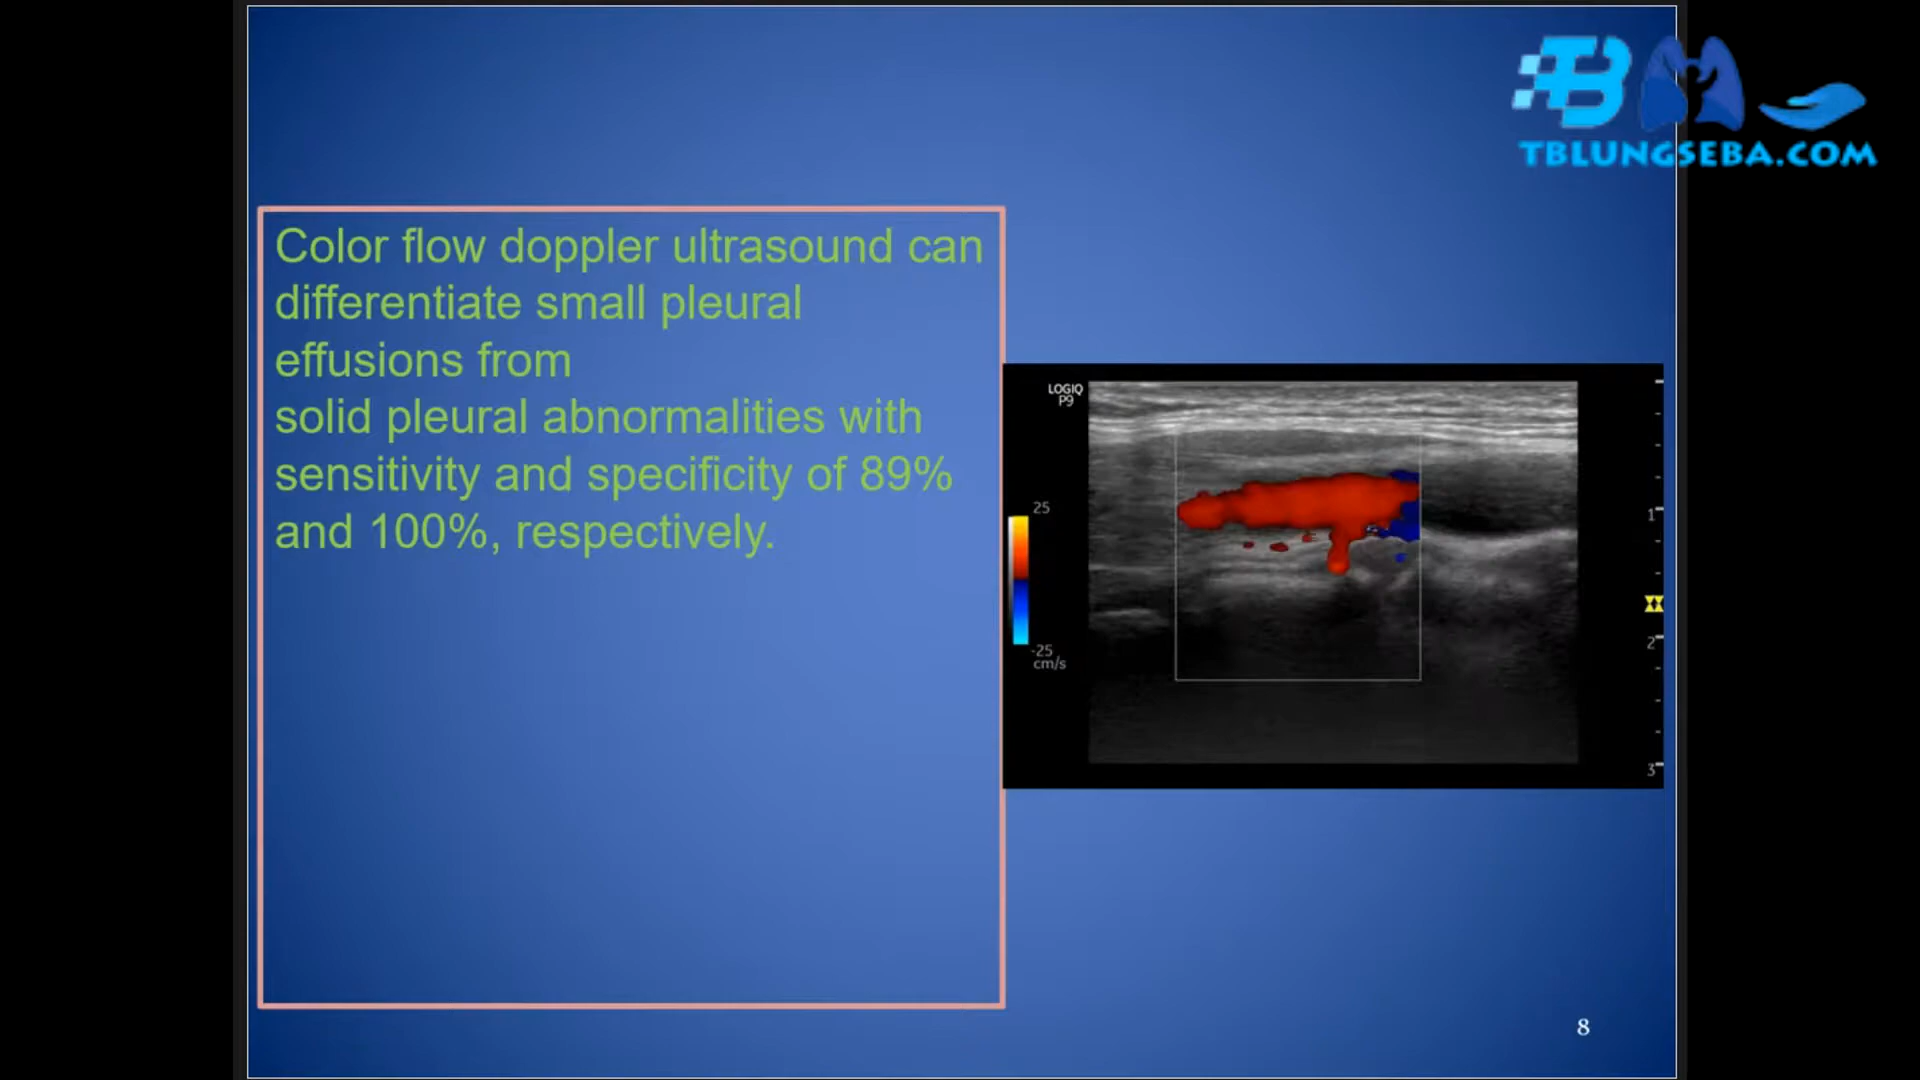 TBLUNGSEBA.COM
Color flow doppler ultrasound can
differentiate small pleural
effusions from
solid pleural abnormalities with
sensitivity and specificity of 89%
and 100%, respectively.
LOGIQ
P9
25
-25
cm/s
1
2
3
8